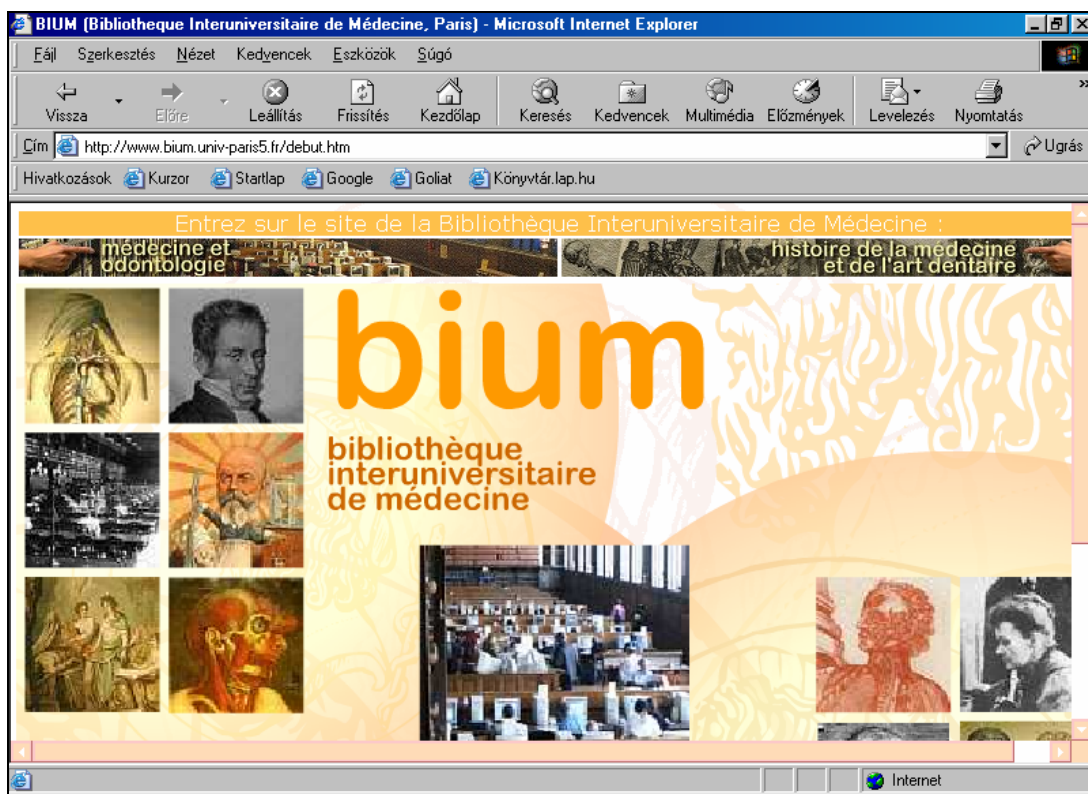 BIUM (Bibliotheque Interuniversitaire de Médecine, Paris) - Microsoft Internet Explorer
Fájl Szerkesztés Nézet Kedvencek Eszközök Súgó
Vissza Előre Leállítás Frissítés Kezdőlap Keresés Kedvencek Multimédia Előzmények Levelezés Nyomtatás »
Cím http://www.bium.univ-paris5.fr/debut.htm Ugrás
Hivatkozások Kurzor Startlap Google Goliat Könyvtár.lap.hu
Entrez sur le site de la Bibliothèque Interuniversitaire de Médecine :
médecine et
odontologie
histoire de la médecine
et de l'art dentaire
bium
bibliothèque
interuniversitaire
de médecine
Internet